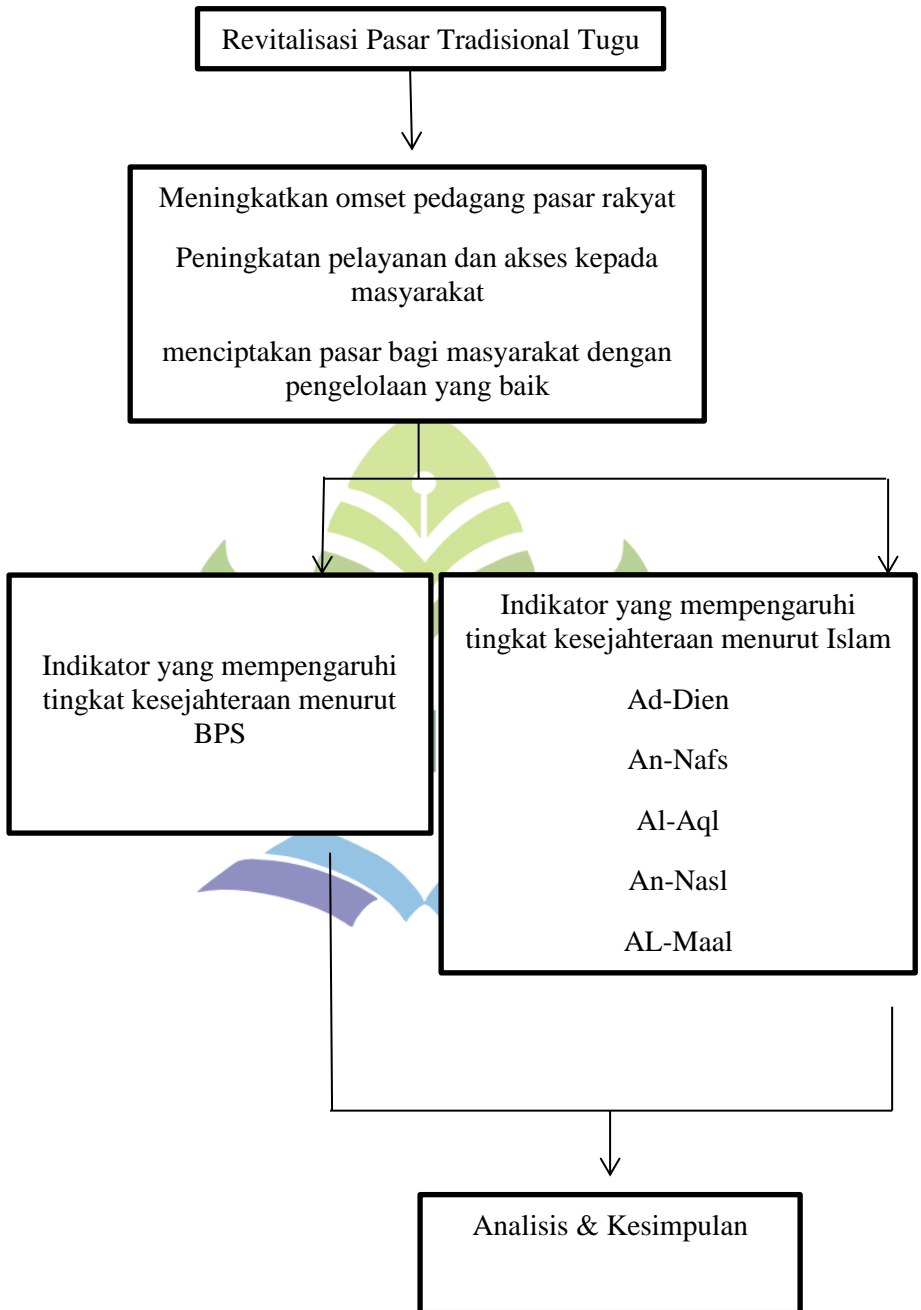 Revitalisasi Pasar Tradisional Tugu
Meningkatkan omset pedagang pasar rakyat
Peningkatan pelayanan dan akses kepada
masyarakat
menciptakan pasar bagi masyarakat dengan
pengelolaan yang baik
Indikator yang mempengaruhi
tingkat kesejahteraan menurut
BPS
Indikator yang mempengaruhi
tingkat kesejahteraan menurut Islam
Ad-Dien
An-Nafs
Al-Aql
An-Nasl
AL-Maal
Analisis & Kesimpulan